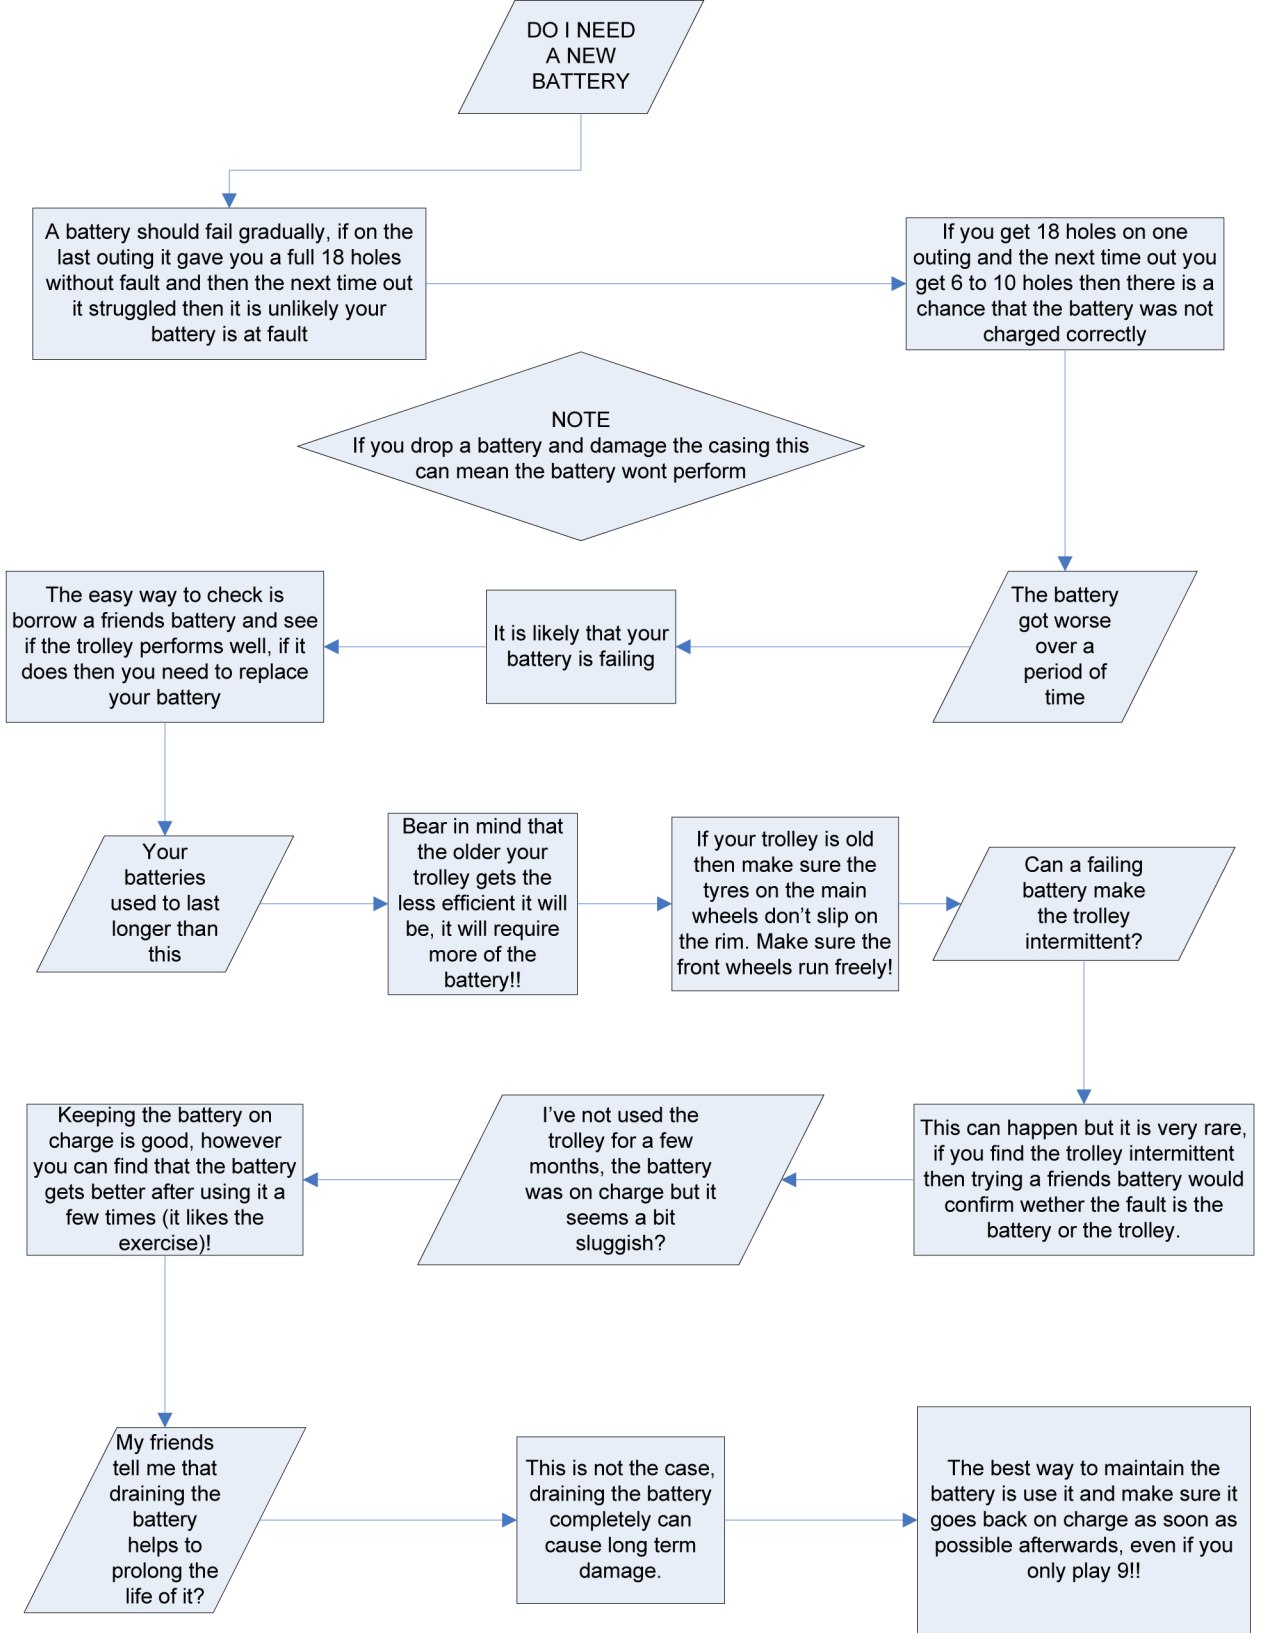 DO I NEED
A NEW
BATTERY
A battery should fail gradually, if on the
last outing it gave you a full 18 holes
without fault and then the next time out
it struggled then it is unlikely your
battery is at fault
If you get 18 holes on one
outing and the next time out you
get 6 to 10 holes then there is a
chance that the battery was not
charged correctly
NOTE
If you drop a battery and damage the casing this
can mean the battery wont perform
The battery
got worse
over a
period of
time
It is likely that your
battery is failing
The easy way to check is
borrow a friends battery and see
if the trolley performs well, if it
does then you need to replace
your battery
Your
batteries
used to last
longer than
this
Bear in mind that
the older your
trolley gets the
less efficient it will
be, it will require
more of the
battery!!
If your trolley is old
then make sure the
tyres on the main
wheels don’t slip on
the rim. Make sure the
front wheels run freely!
Can a failing
battery make
the trolley
intermittent?
This can happen but it is very rare,
if you find the trolley intermittent
then trying a friends battery would
confirm wether the fault is the
battery or the trolley.
I’ve not used the
trolley for a few
months, the battery
was on charge but it
seems a bit
sluggish?
Keeping the battery on
charge is good, however
you can find that the battery
gets better after using it a
few times (it likes the
exercise)!
My friends
tell me that
draining the
battery
helps to
prolong the
life of it?
This is not the case,
draining the battery
completely can
cause long term
damage.
The best way to maintain the
battery is use it and make sure it
goes back on charge as soon as
possible afterwards, even if you
only play 9!!